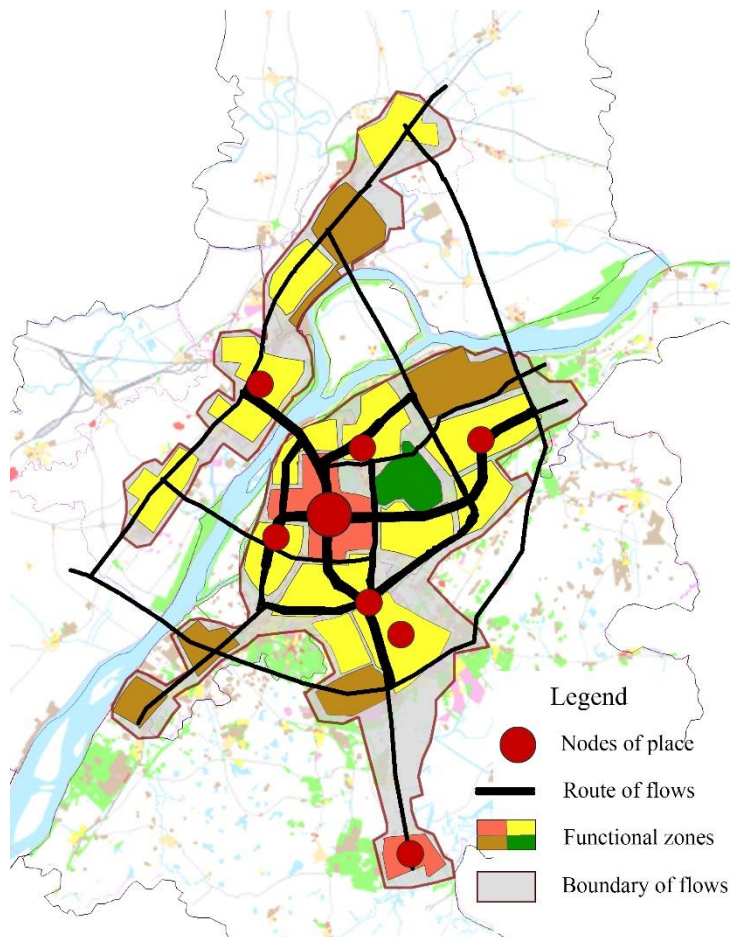 Legend
Nodes of place
Route of flows
Functional zones
Boundary of flows